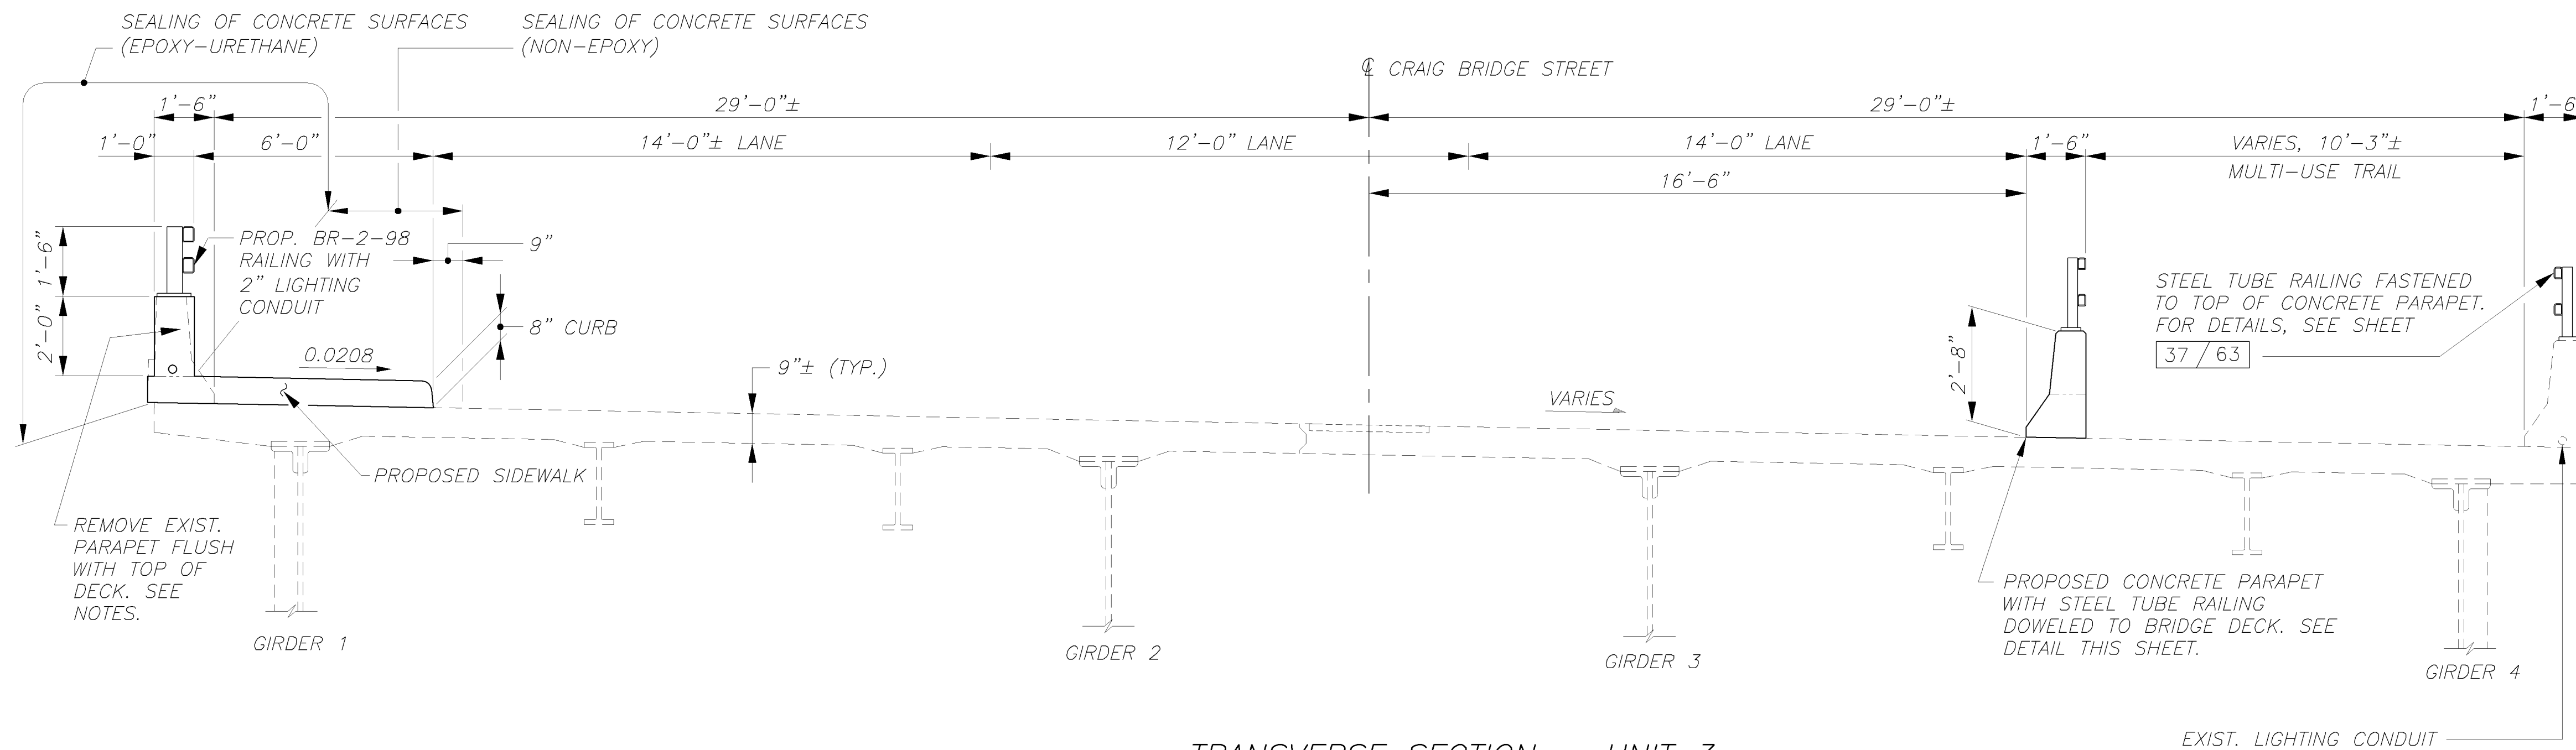 SEALING OF CONCRETE SURFACES
(EPOXY-URETHANE)
SEALING OF CONCRETE SURFACES
(NON-EPOXY)
℄ CRAIG BRIDGE STREET
1'-6"
29'-0"±
29'-0"±
1'-6
1'-0"
6'-0"
14'-0"± LANE
12'-0" LANE
14'-0" LANE
1'-6"
VARIES, 10'-3"±
MULTI-USE TRAIL
16'-6"
1'-6"
2'-0"
PROP. BR-2-98
RAILING WITH
2" LIGHTING
CONDUIT
9"
8" CURB
0.0208
9"± (TYP.)
VARIES
2'-8"
STEEL TUBE RAILING FASTENED
TO TOP OF CONCRETE PARAPET.
FOR DETAILS, SEE SHEET
37 / 63
PROPOSED SIDEWALK
REMOVE EXIST.
PARAPET FLUSH
WITH TOP OF
DECK. SEE
NOTES.
PROPOSED CONCRETE PARAPET
WITH STEEL TUBE RAILING
DOWELED TO BRIDGE DECK. SEE
DETAIL THIS SHEET.
GIRDER 1
GIRDER 2
GIRDER 3
GIRDER 4
EXIST. LIGHTING CONDUIT
TRANSVERSE SECTION - UNIT 3